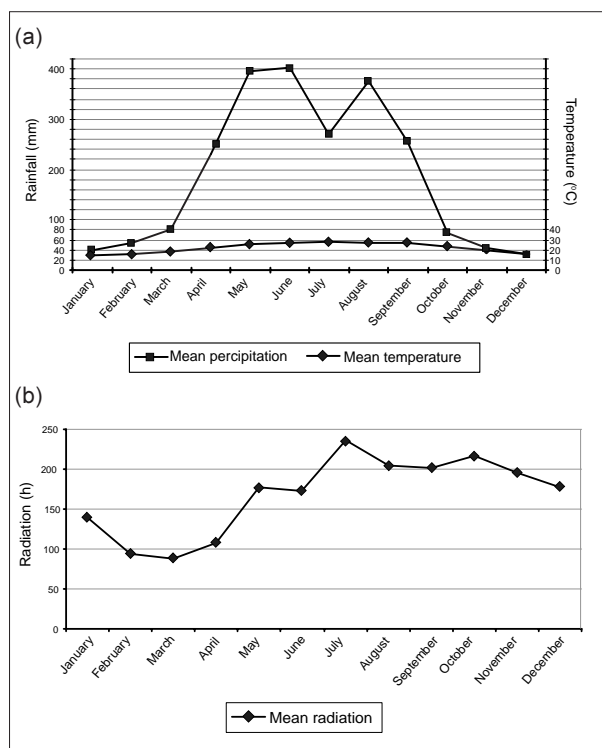 (a)
400
300
200
100
80
60
40
20
0
Rainfall (mm)
40
30
20
10
0
Temperature (°C)
January
February
March
April
May
June
July
August
September
October
November
December
Mean percipitation
Mean temperature
(b)
250
200
150
100
50
0
Radiation (h)
January
February
March
April
May
June
July
August
September
October
November
December
Mean radiation